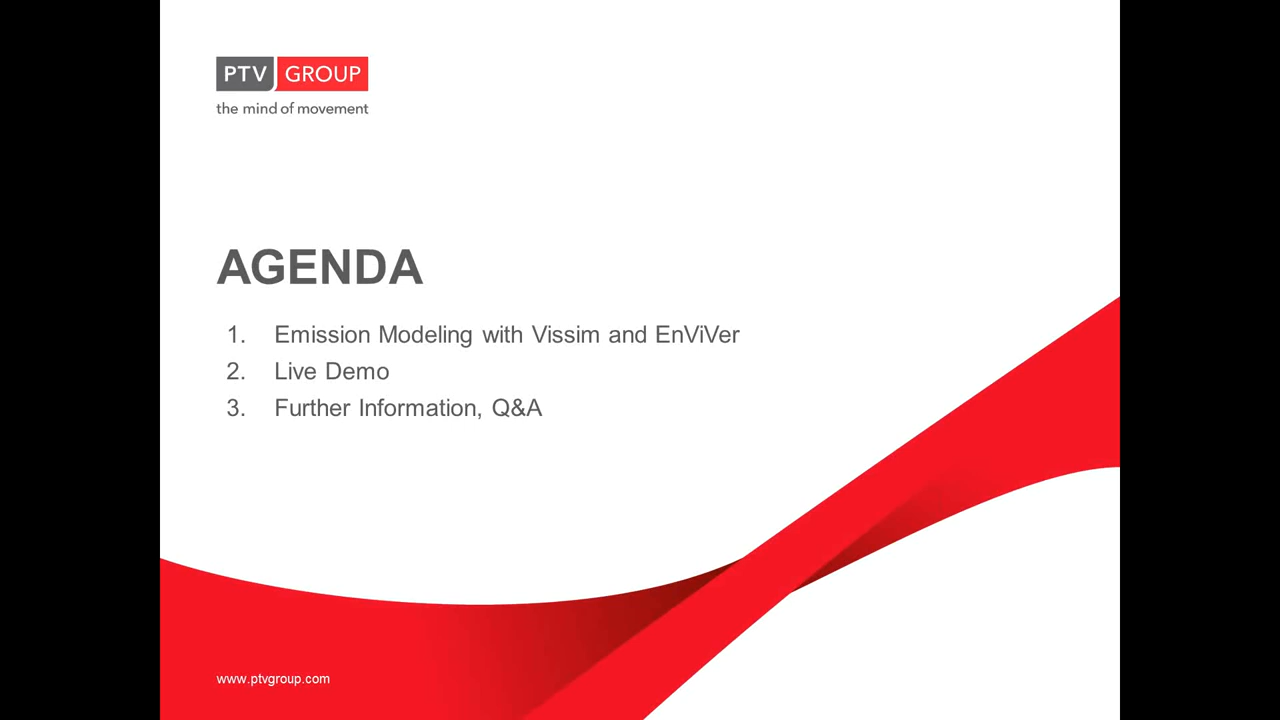 PTV GROUP
the mind of movement
AGENDA
1. Emission Modeling with Vissim and EnViVer
2. Live Demo
3. Further Information, Q&A
www.ptvgroup.com